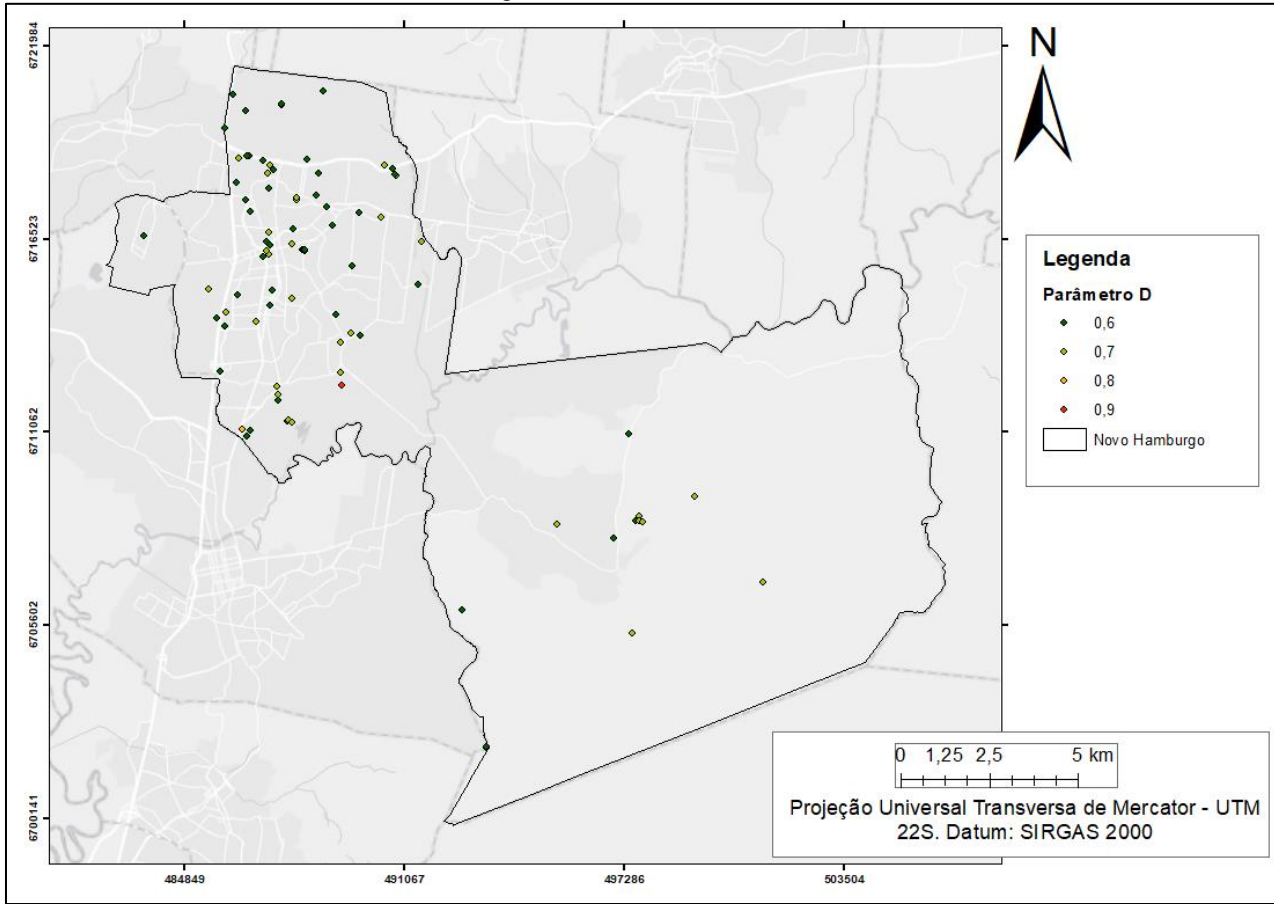 6721984
6716523
6711062
6705602
6700141
484849
491067
497286
503504
N
Legenda
Parâmetro D
0,6
0,7
0,8
0,9
Novo Hamburgo
0 1,25 2,5 5 km
Projeção Universal Transversa de Mercator - UTM
22S. Datum: SIRGAS 2000